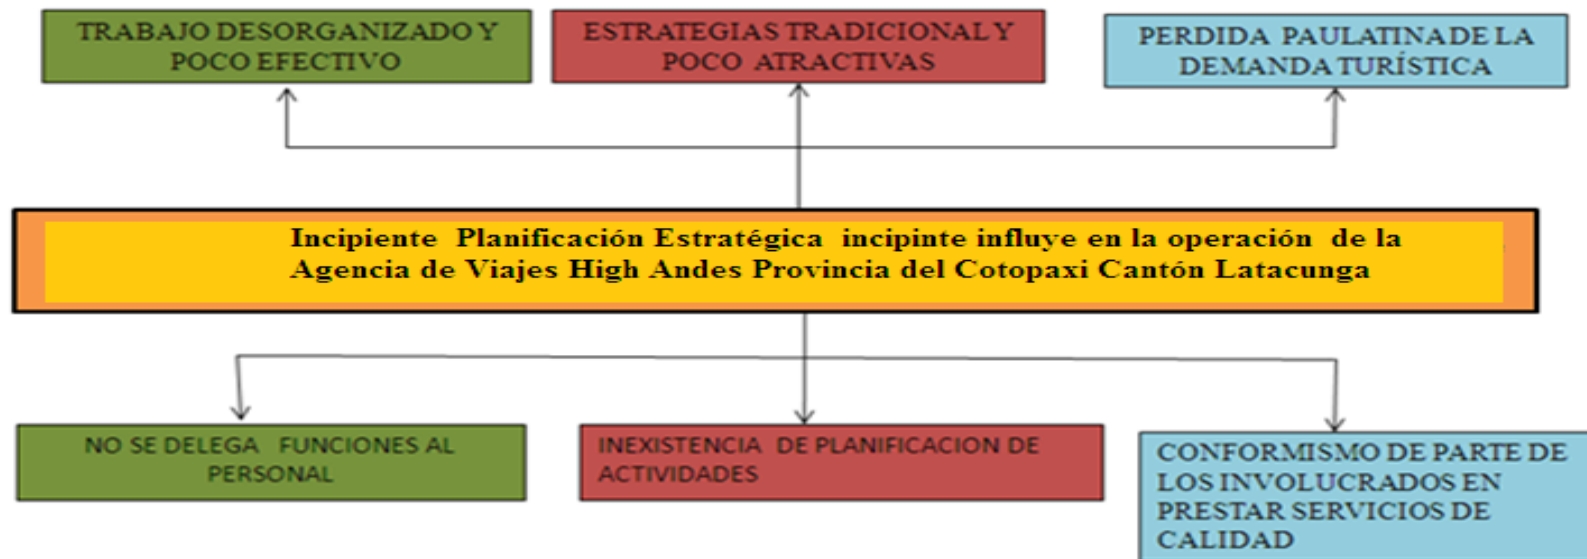 TRABAJO DESORGANIZADO Y
POCO EFECTIVO
ESTRATEGIAS TRADICIONAL Y
POCO ATRACTIVAS
PERDIDA PAULATINA DE LA
DEMANDA TURÍSTICA
Incipiente Planificación Estratégica incipinte influye en la operación de la
Agencia de Viajes High Andes Provincia del Cotopaxi Cantón Latacunga
NO SE DELEGA FUNCIONES AL
PERSONAL
INEXISTENCIA DE PLANIFICACION DE
ACTIVIDADES
CONFORMISMO DE PARTE DE
LOS INVOLUCRADOS EN
PRESTAR SERVICIOS DE
CALIDAD